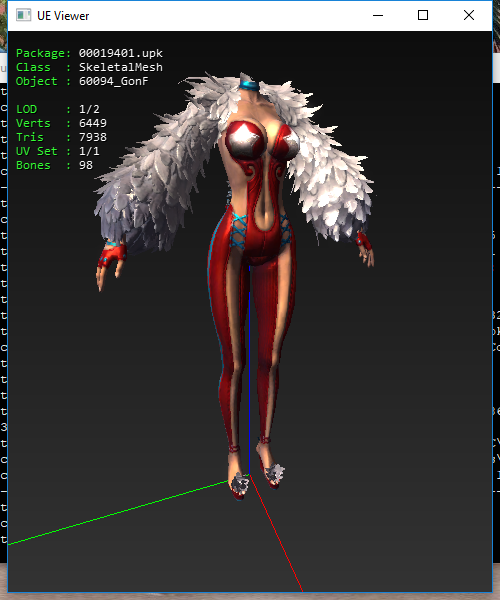 UE Viewer
Package: 00019401.upk
Class : SkeletalMesh
Object : 60094_GonF
LOD : 1/2
Verts : 6449
Tris : 7938
UV Set : 1/1
Bones : 98